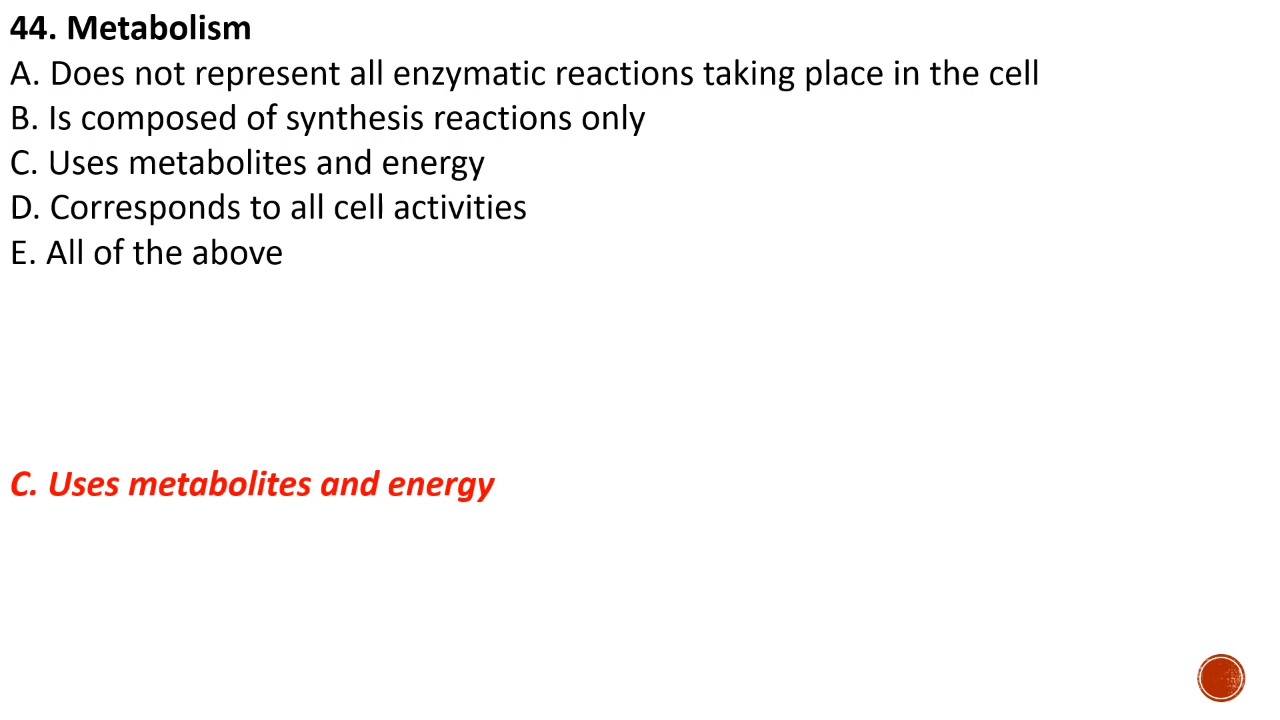 44. Metabolism
A. Does not represent all enzymatic reactions taking place in the cell
B. Is composed of synthesis reactions only
C. Uses metabolites and energy
D. Corresponds to all cell activities
E. All of the above
C. Uses metabolites and energy